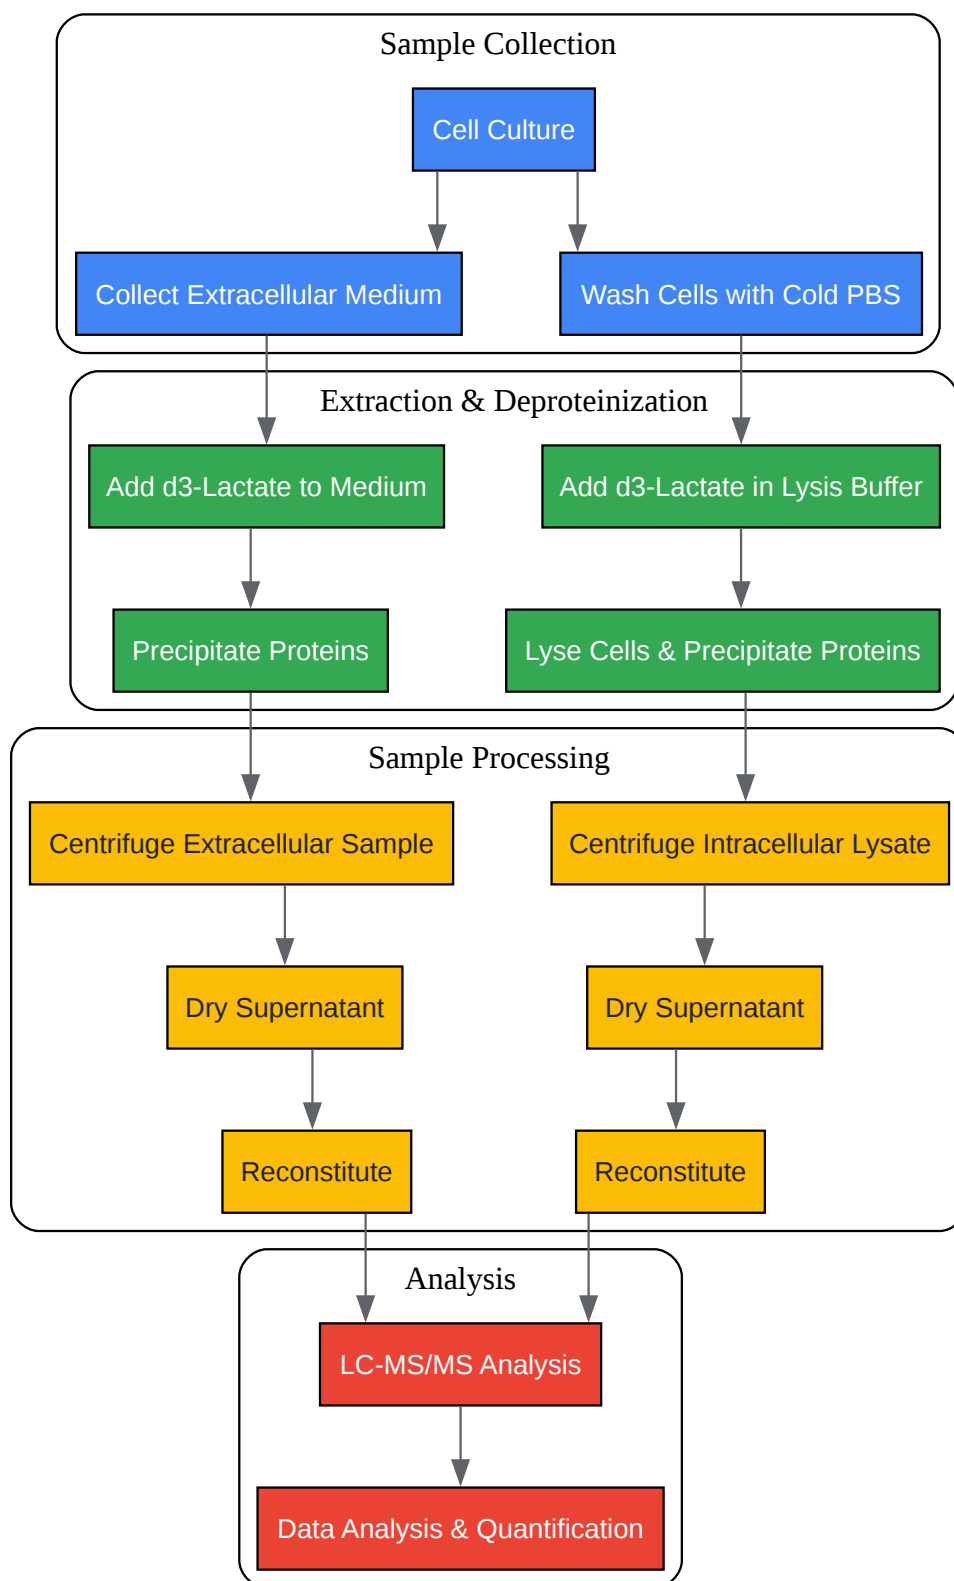 Sample Collection
Cell Culture
Collect Extracellular Medium
Wash Cells with Cold PBS
Extraction & Deproteinization
Add d3-Lactate to Medium
Add d3-Lactate in Lysis Buffer
Precipitate Proteins
Lyse Cells & Precipitate Proteins
Sample Processing
Centrifuge Extracellular Sample
Centrifuge Intracellular Lysate
Dry Supernatant
Dry Supernatant
Reconstitute
Reconstitute
Analysis
LC-MS/MS Analysis
Data Analysis & Quantification